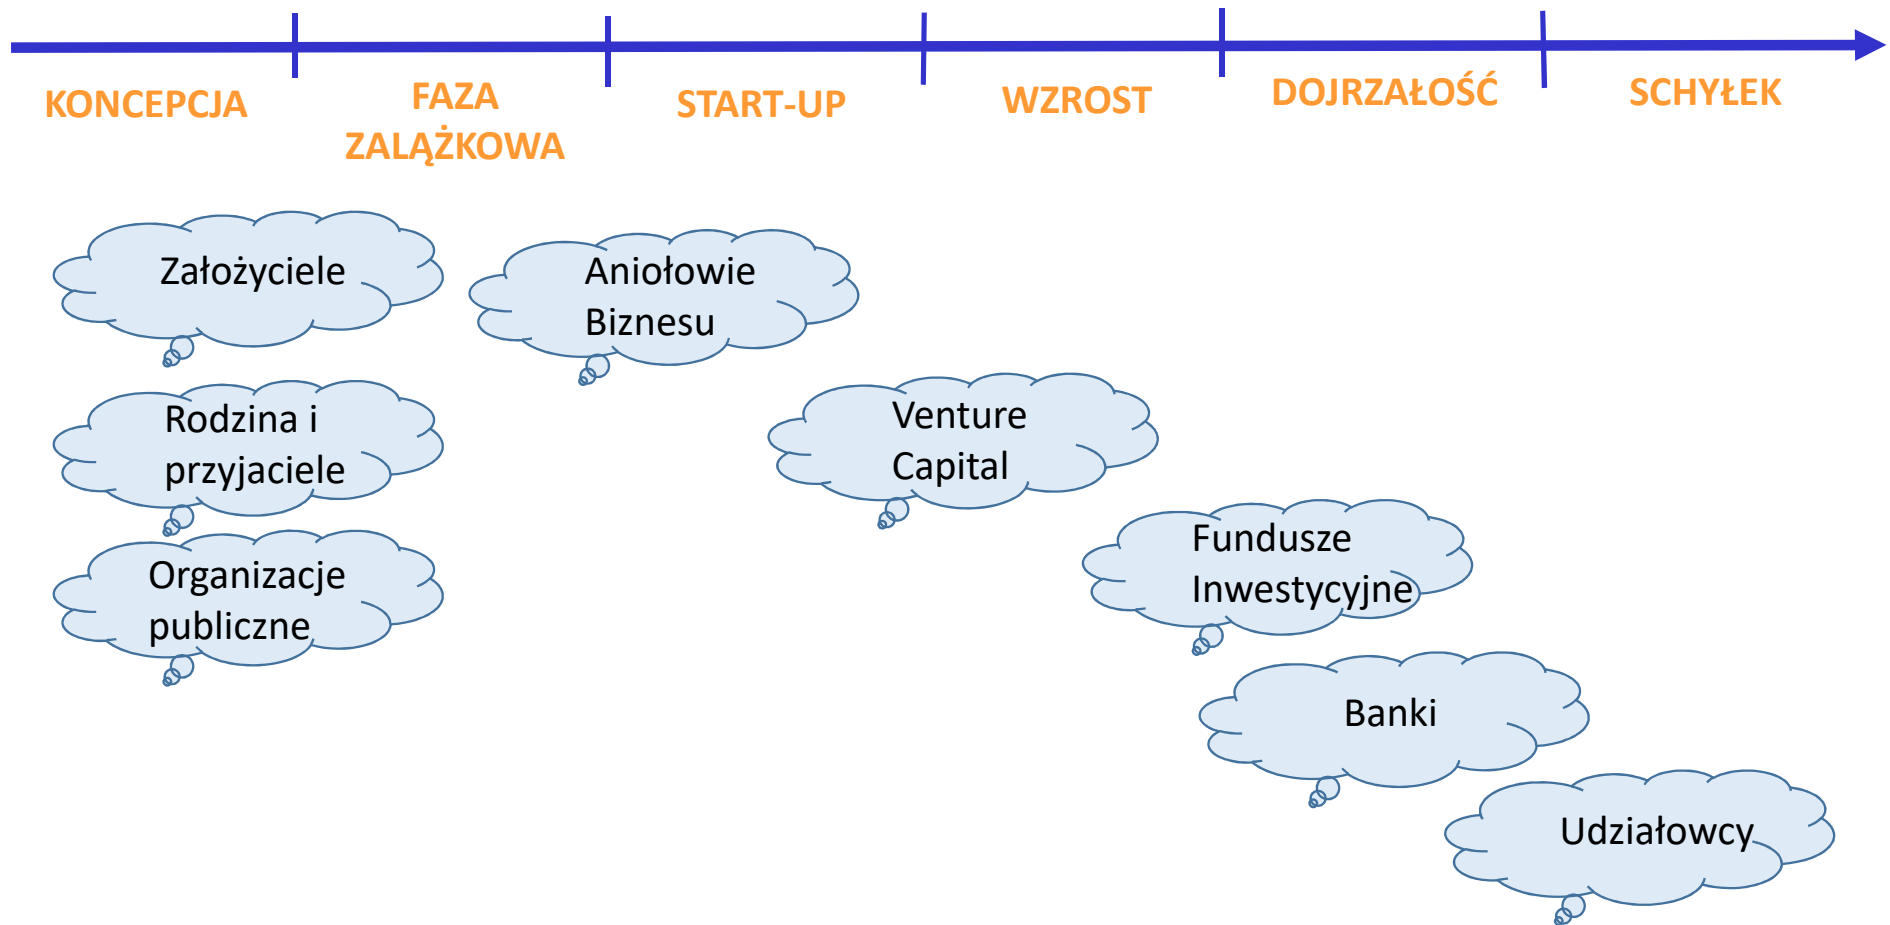 KONCEPCJA
FAZA
ZALĄŻKOWA
START-UP
WZROST
DOJRZAŁOŚĆ
SCHYŁEK
Założyciele
Aniołowie
Biznesu
Rodzina i
przyjaciele
Venture
Capital
Organizacje
publiczne
Fundusze
Inwestycyjne
Banki
Udziałowcy